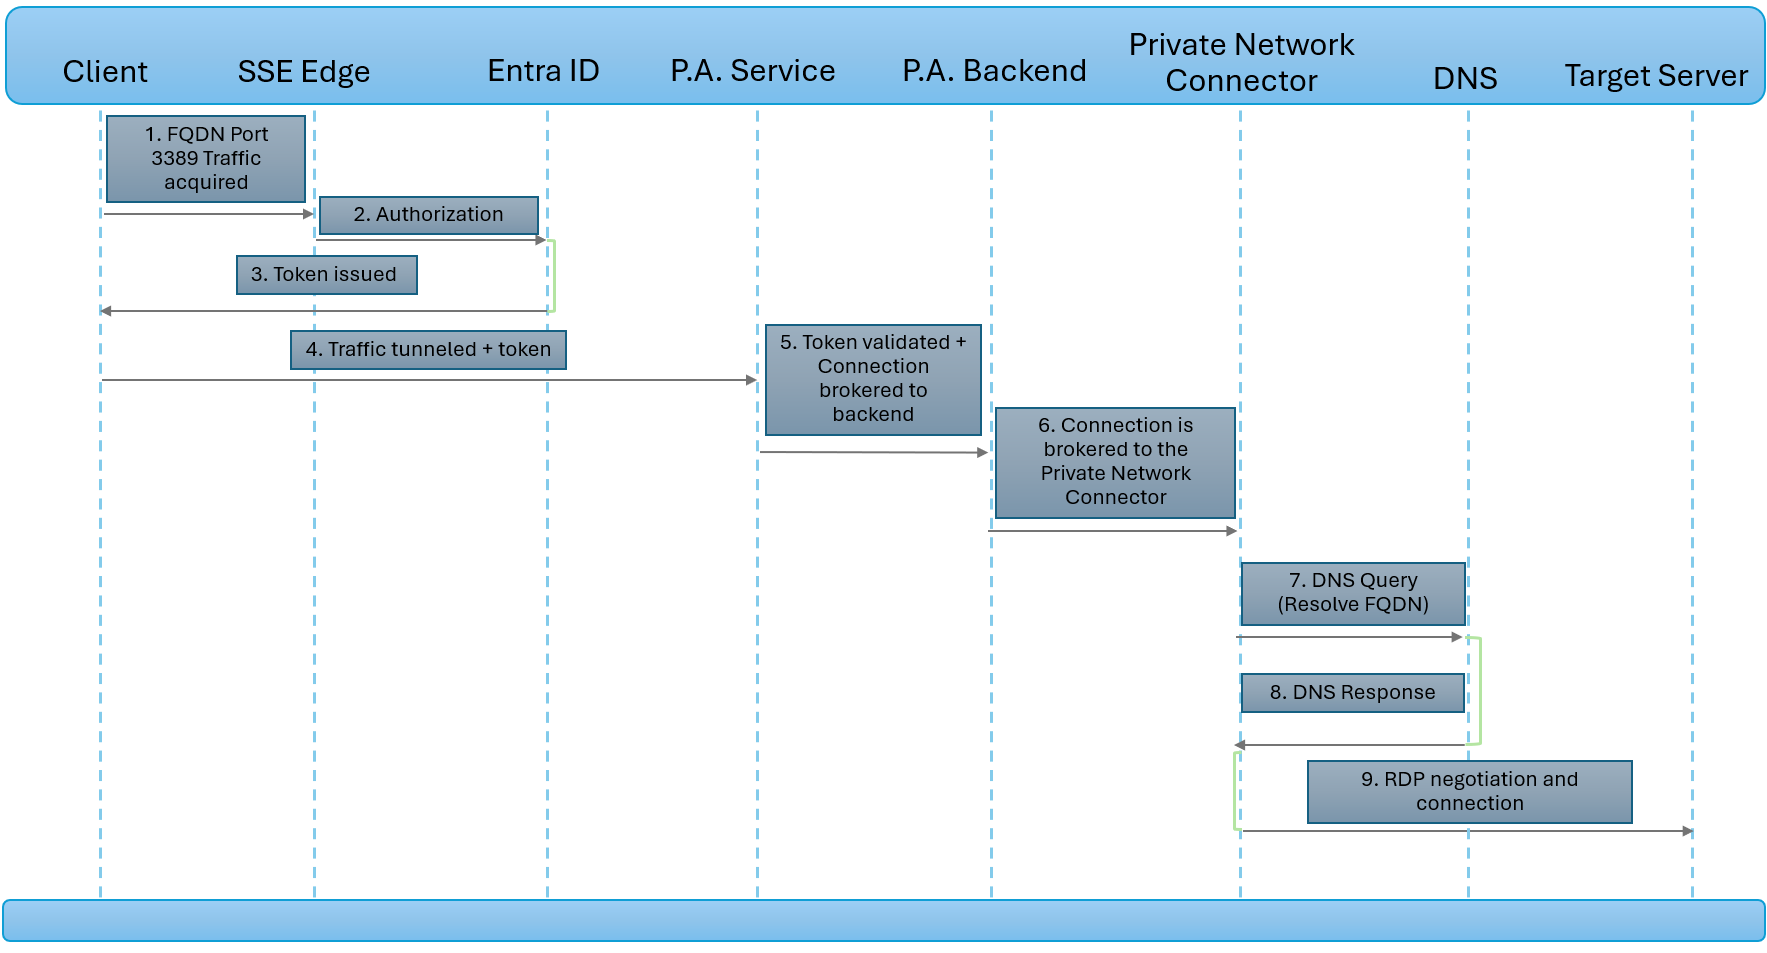 Client
SSE Edge
Entra ID
P.A. Service
P.A. Backend
Private Network
Connector
DNS
Target Server
1. FQDN Port
3389 Traffic
acquired
2. Authorization
3. Token issued
4. Traffic tunneled + token
5. Token validated +
Connection
brokered to
backend
6. Connection is
brokered to the
Private Network
Connector
7. DNS Query
(Resolve FQDN)
8. DNS Response
9. RDP negotiation and
connection